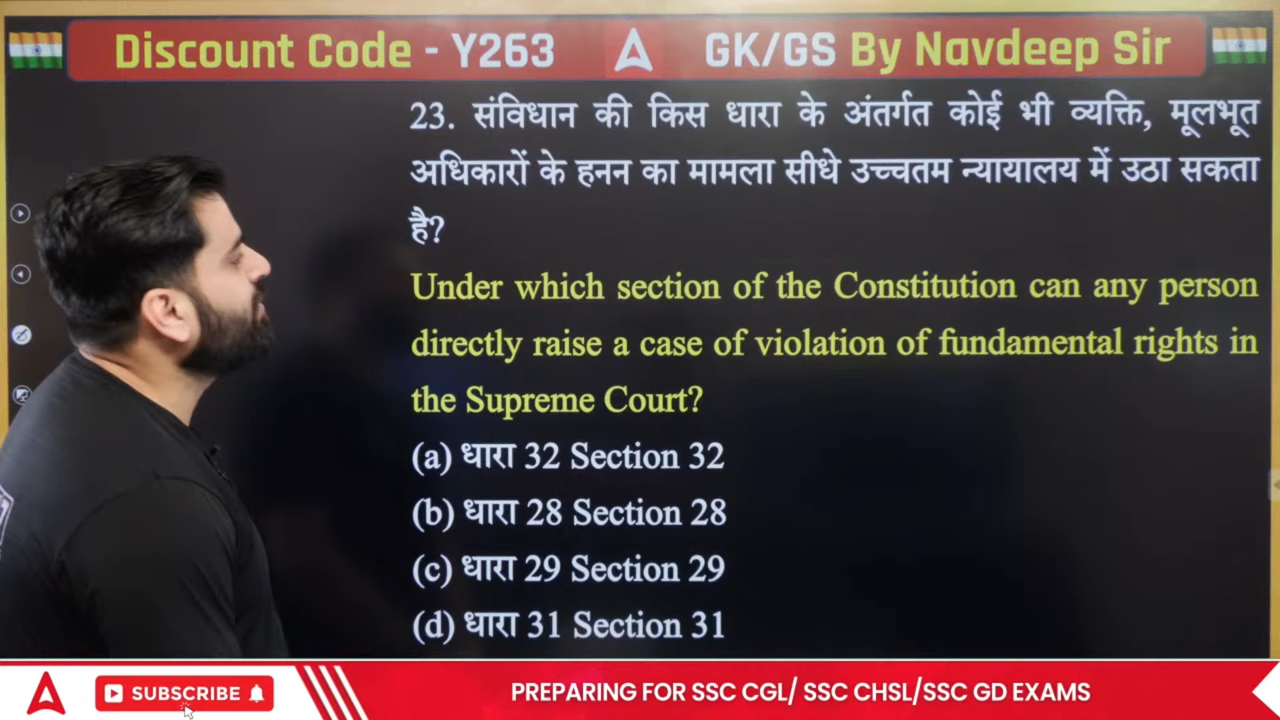 Discount Code - Y263 GK/GS By Navdeep Sir
23. संविधान की किस धारा के अंतर्गत कोई भी व्यक्ति, मूलभूत
अधिकारों के हनन का मामला सीधे उच्चतम न्यायालय में उठा सकता
है?
Under which section of the Constitution can any person
directly raise a case of violation of fundamental rights in
the Supreme Court?
(a) धारा 32 Section 32
(b) धारा 28 Section 28
(c) धारा 29 Section 29
(d) धारा 31 Section 31
SUBSCRIBE PREPARING FOR SSC CGL/ SSC CHSL/SSC GD EXAMS